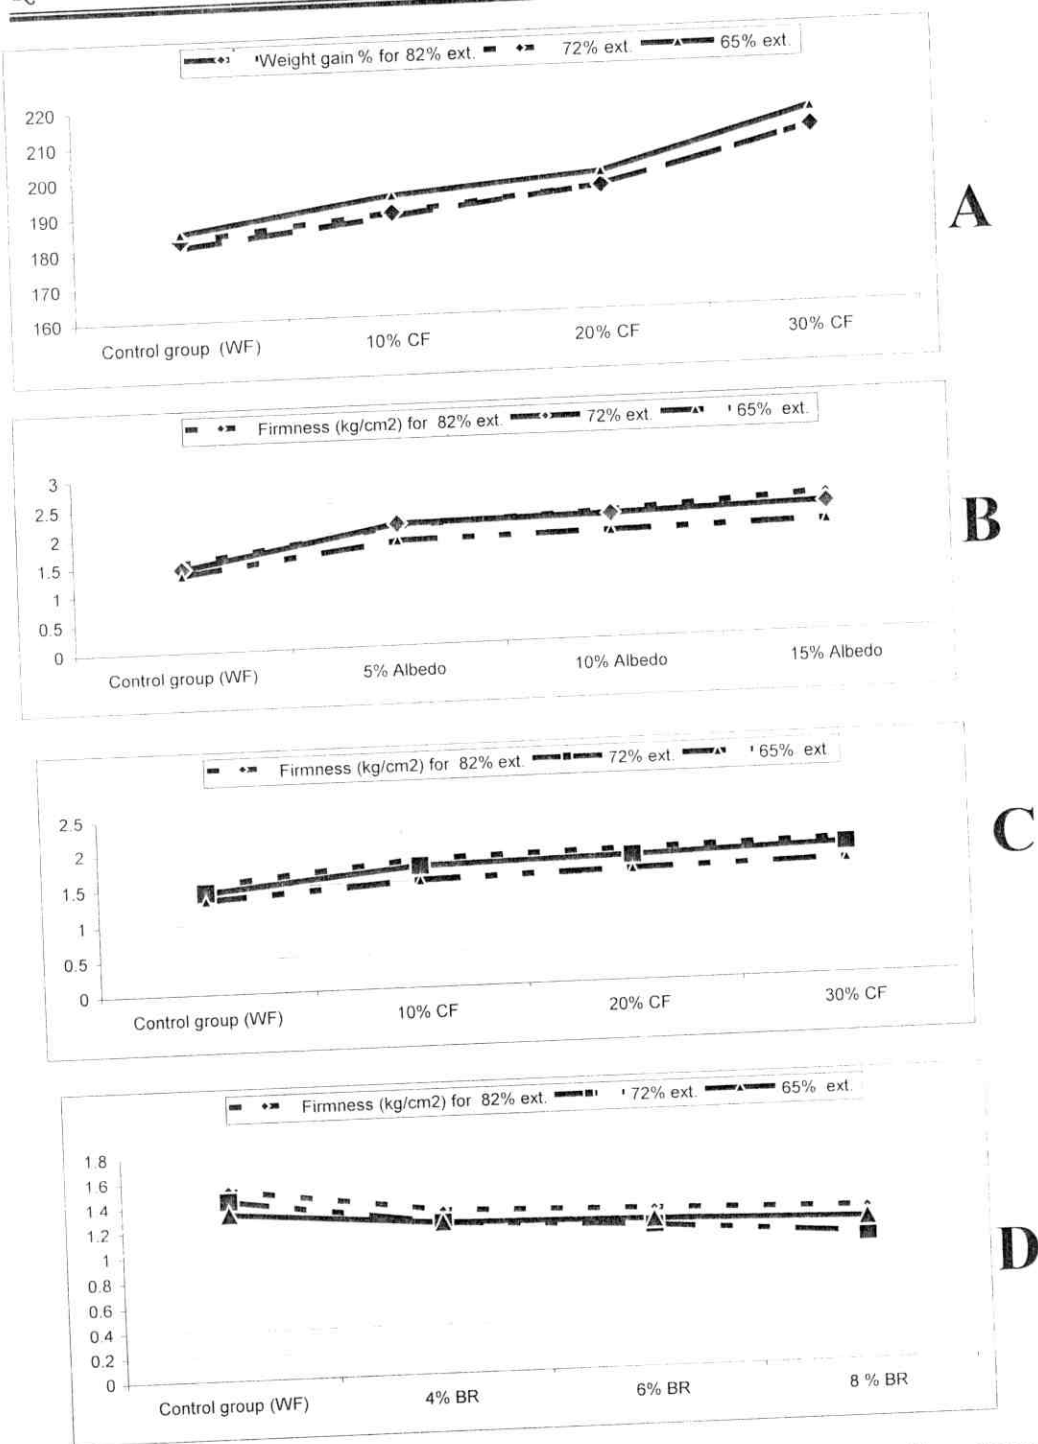 Weight gain % for 82% ext. 72% ext. 65% ext.
220
210
200
190
180
170
160
Control group (WF) 10% CF 20% CF 30% CF
A
Firmness (kg/cm2) for 82% ext. 72% ext. 65% ext.
3
2.5
2
1.5
1
0.5
0
Control group (WF) 5% Albedo 10% Albedo 15% Albedo
B
Firmness (kg/cm2) for 82% ext. 72% ext. 65% ext
2.5
2
1.5
1
0.5
0
Control group (WF) 10% CF 20% CF 30% CF
C
Firmness (kg/cm2) for 82% ext. 72% ext. 65% ext.
1.8
1.6
1.4
1.2
1
0.8
0.6
0 4
0.2
0
Control group (WF) 4% BR 6% BR 8 % BR
D